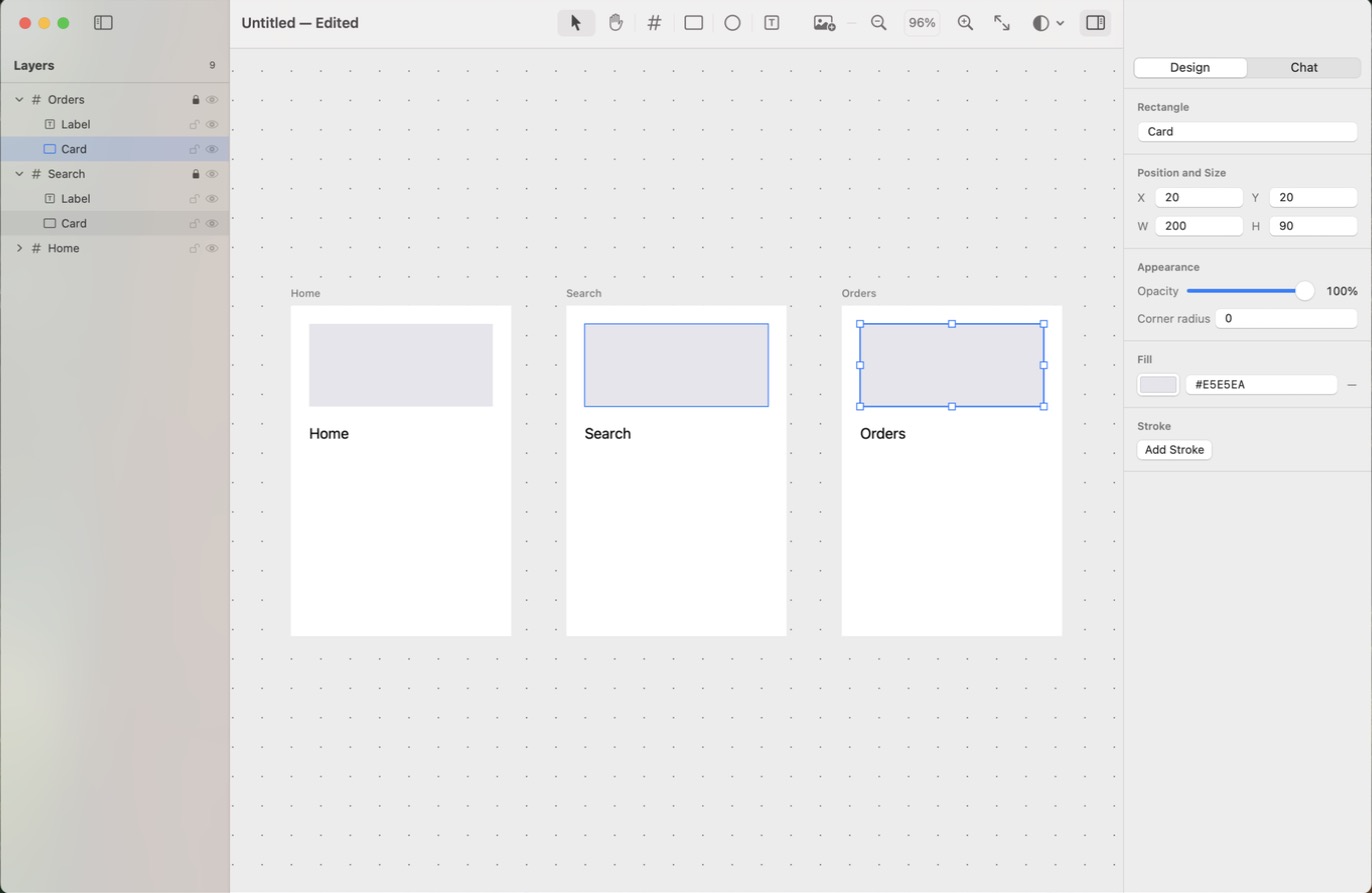 Untitled — Edited
96%
Layers
9
Orders
Label
Card
Search
Label
Card
Home
Home
Home
Search
Search
Orders
Orders
Design
Chat
Rectangle
Card
Position and Size
X 20 Y 20
W 200 H 90
Appearance
Opacity 100%
Corner radius 0
Fill
#E5E5EA
Stroke
Add Stroke